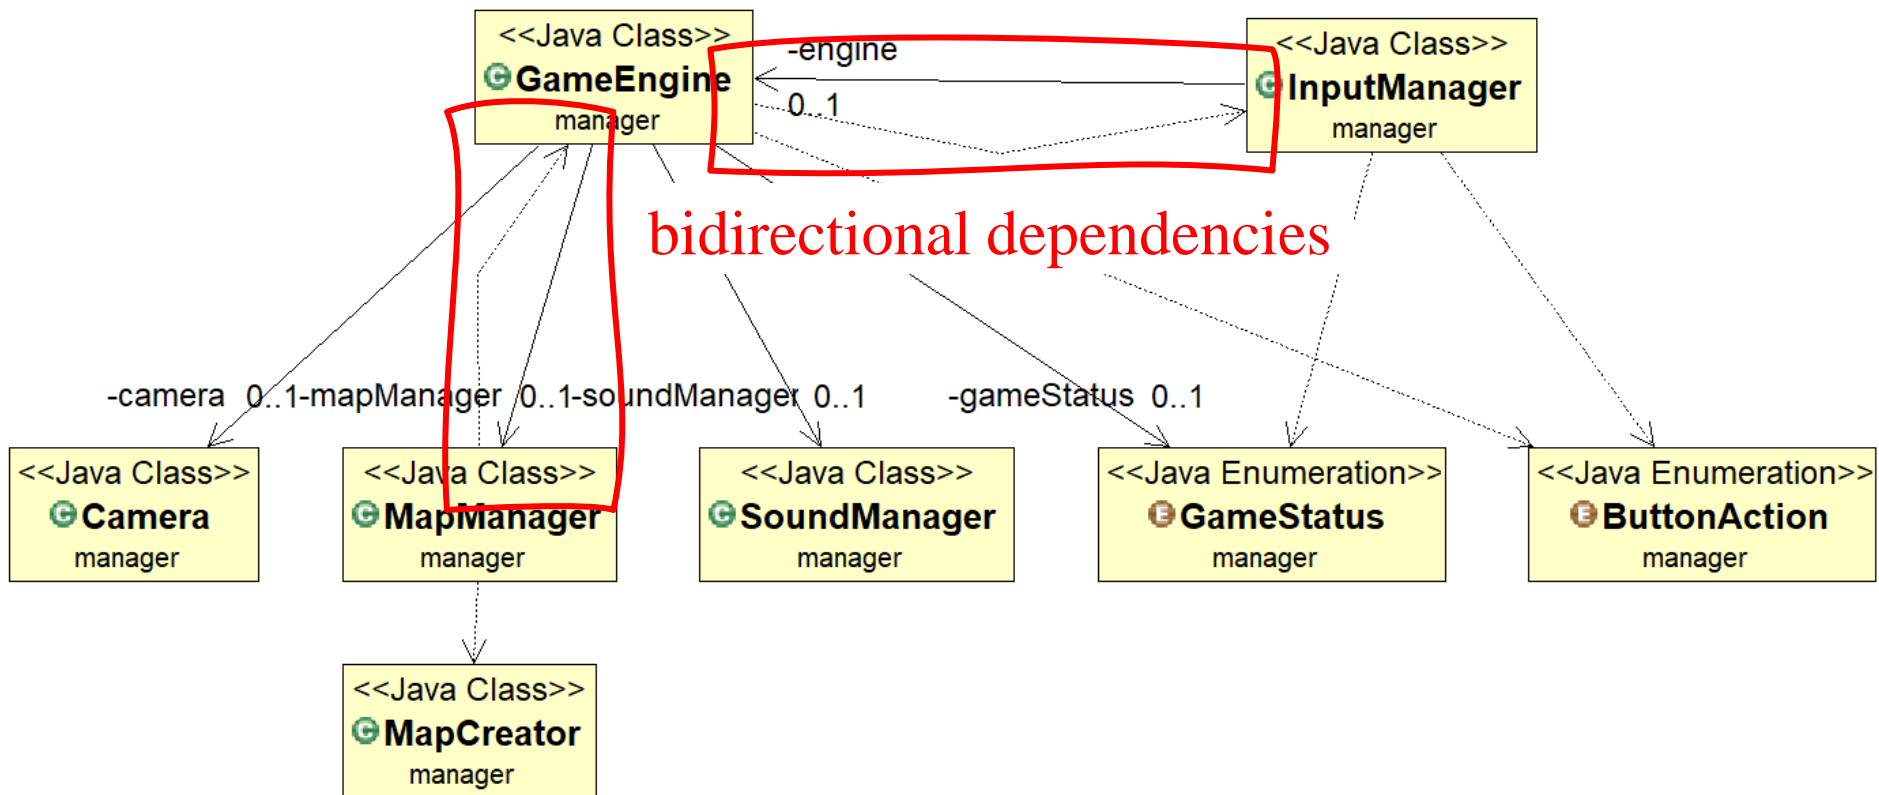 <<Java Class>>
GameEngine
manager
-engine
0..1
<<Java Class>>
InputManager
manager
bidirectional dependencies
-camera 0..1
-mapManager 0..1
-soundManager 0..1
-gameStatus 0..1
<<Java Class>>
Camera
manager
<<Java Class>>
MapManager
manager
<<Java Class>>
SoundManager
manager
<<Java Enumeration>>
GameStatus
manager
<<Java Enumeration>>
ButtonAction
manager
<<Java Class>>
MapCreator
manager